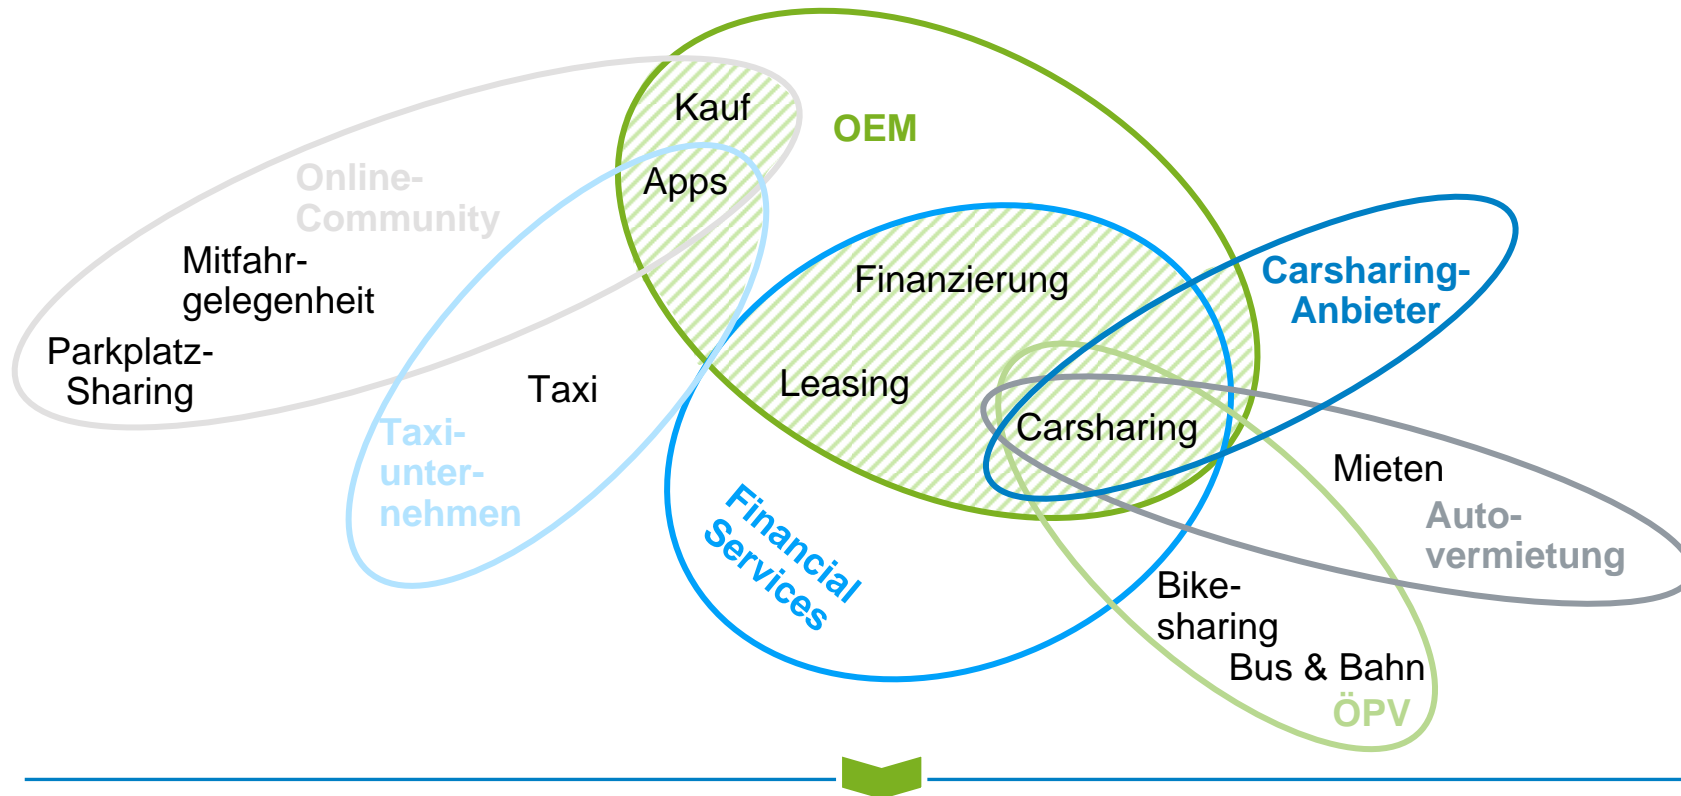 Kauf
OEM
Apps
Online-
Community
Mitfahr-
gelegenheit
Parkplatz-
Sharing
Finanzierung
Carsharing-
Anbieter
Taxi
Leasing
Carsharing
Taxi-
unter-
nehmen
Mieten
Auto-
vermietung
Financial
Services
Bike-
sharing
Bus & Bahn
ÖPV